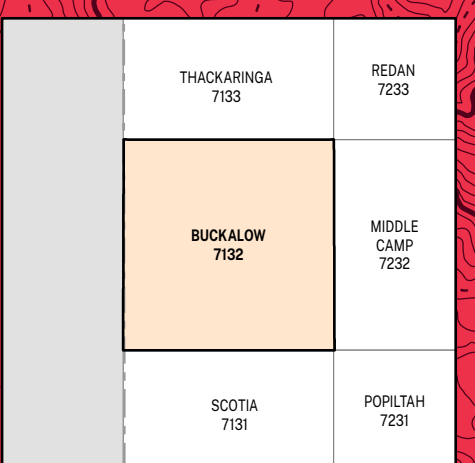 THACKARINGA
7133
REDAN
7233
BUCKALOW
7132
MIDDLE
CAMP
7232
SCOTIA
7131
POPILTAH
7231